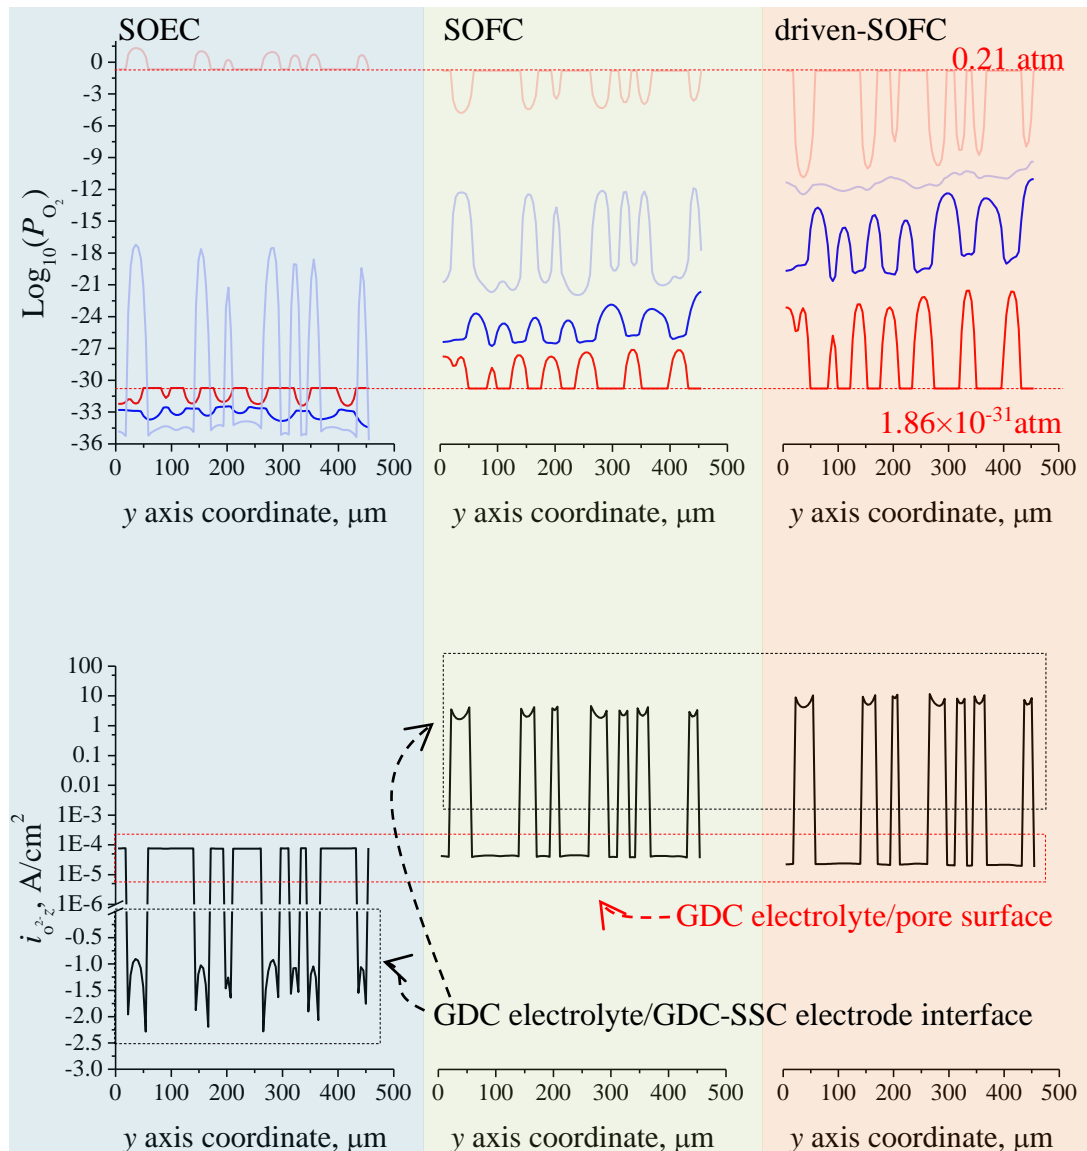 SOEC
SOFC
driven-SOFC
0.21 atm
0
-3
-6
-9
-12
-15
-18
-21
-24
-27
-30
-33
-36
Log₁₀(P_O₂)
1.86×10⁻³¹atm
0 100 200 300 400 500
0 100 200 300 400 500
0 100 200 300 400 500
y axis coordinate, μm
y axis coordinate, μm
y axis coordinate, μm
100
10
1
0.1
0.01
1E-3
1E-4
1E-5
1E-6
-0.5
-1.0
-1.5
-2.0
-2.5
-3.0
i_o²⁻_z, A/cm²
GDC electrolyte/pore surface
GDC electrolyte/GDC-SSC electrode interface
0 100 200 300 400 500
0 100 200 300 400 500
0 100 200 300 400 500
y axis coordinate, μm
y axis coordinate, μm
y axis coordinate, μm